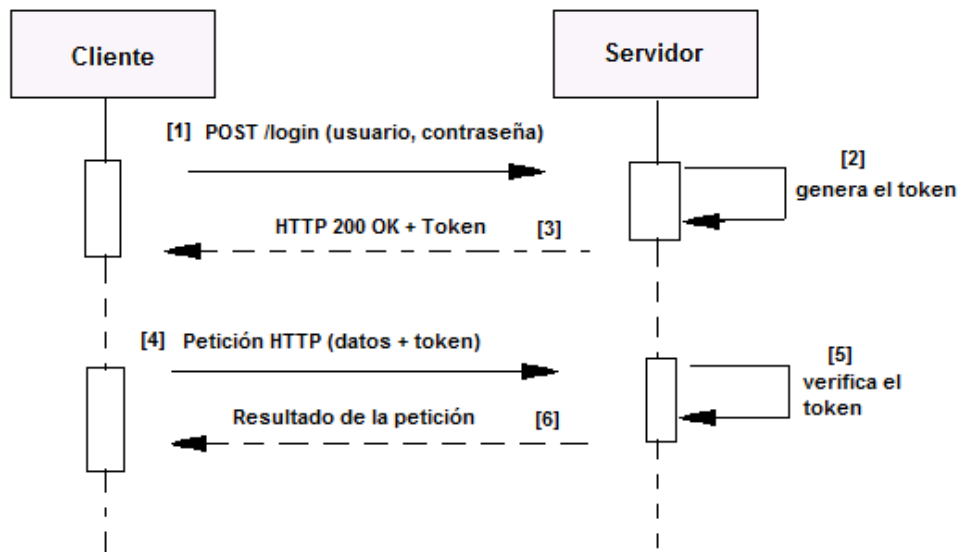 Cliente
Servidor
[1] POST /login (usuario, contraseña)
[2]
genera el token
HTTP 200 OK + Token [3]
[4] Petición HTTP (datos + token)
[5]
verifica el
token
Resultado de la petición [6]